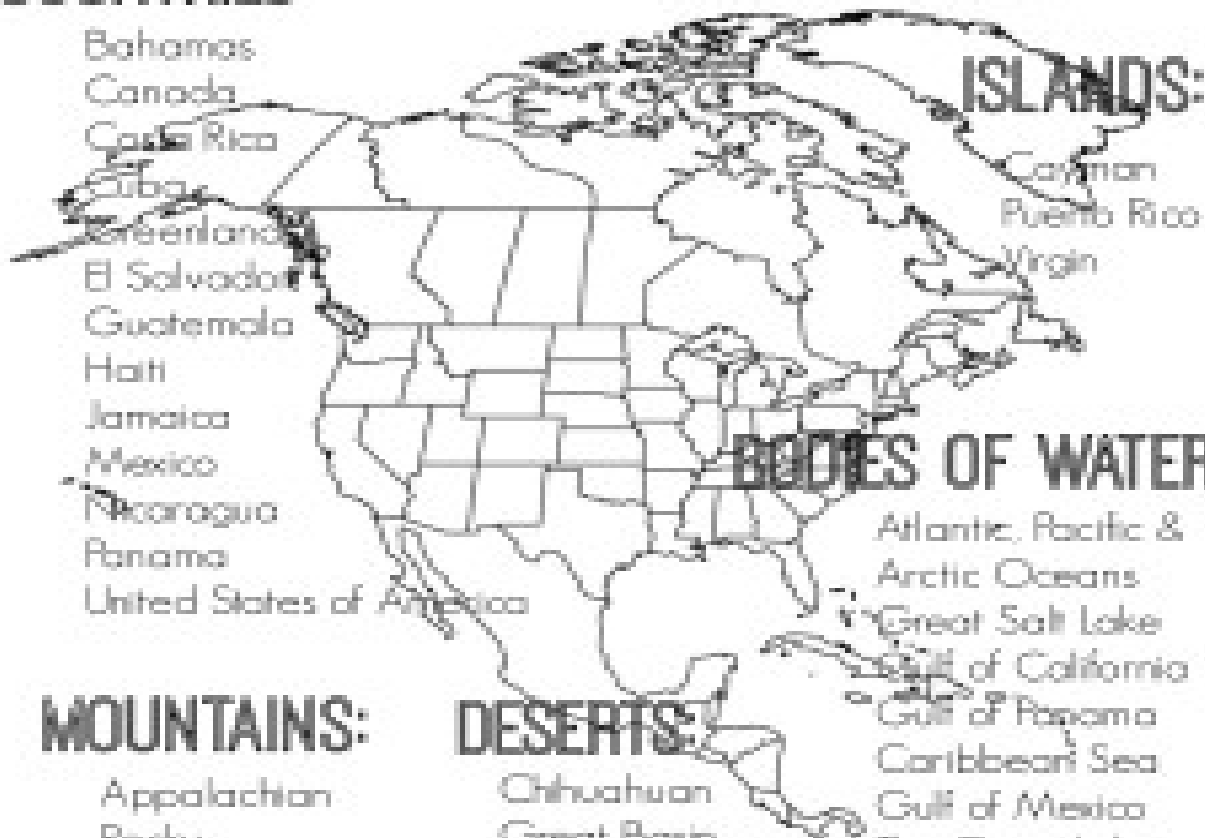 Bahamas
Canada
Costa Rica
Cuba
Greenland
El Salvador
Guatemala
Haiti
Jamaica
Mexico
Nicaragua
Panama
United States of America
ISLANDS:
Cayman
Puerto Rico
Virgin
BODIES OF WATER
Atlantic, Pacific &
Arctic Oceans
Great Salt Lake
Gulf of California
Gulf of Panama
Caribbean Sea
Gulf of Mexico
MOUNTAINS:
Appalachian
DESERTS:
Chihuahuan
Great Basin